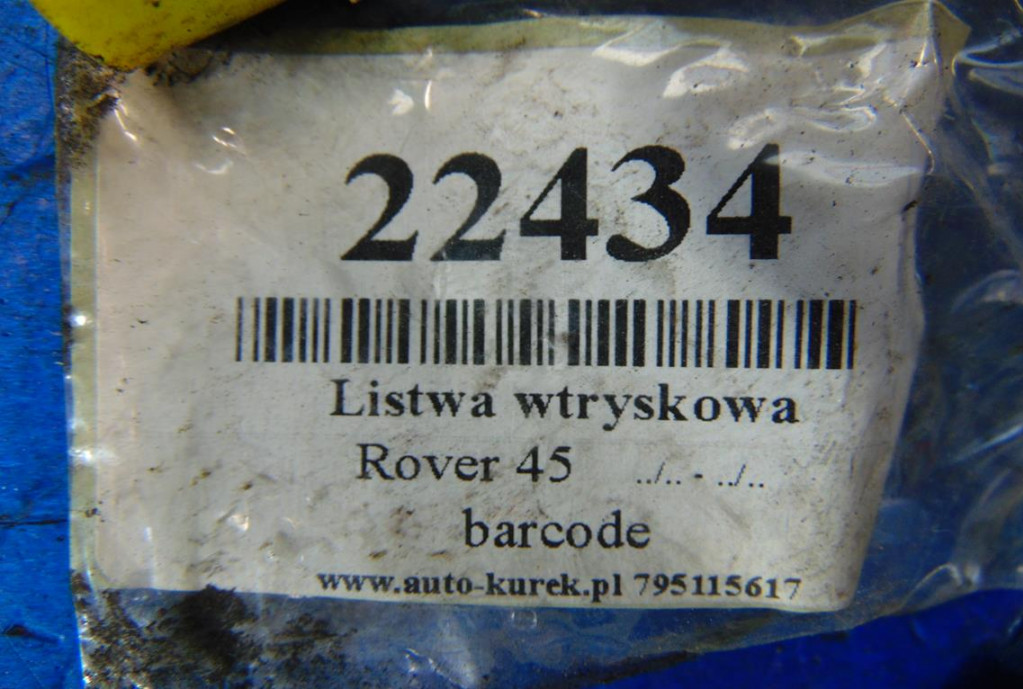 22434
Listwa wtryskowa
Rover 45 ../.. - ../..
barcode
www.auto-kurek.pl 795115617